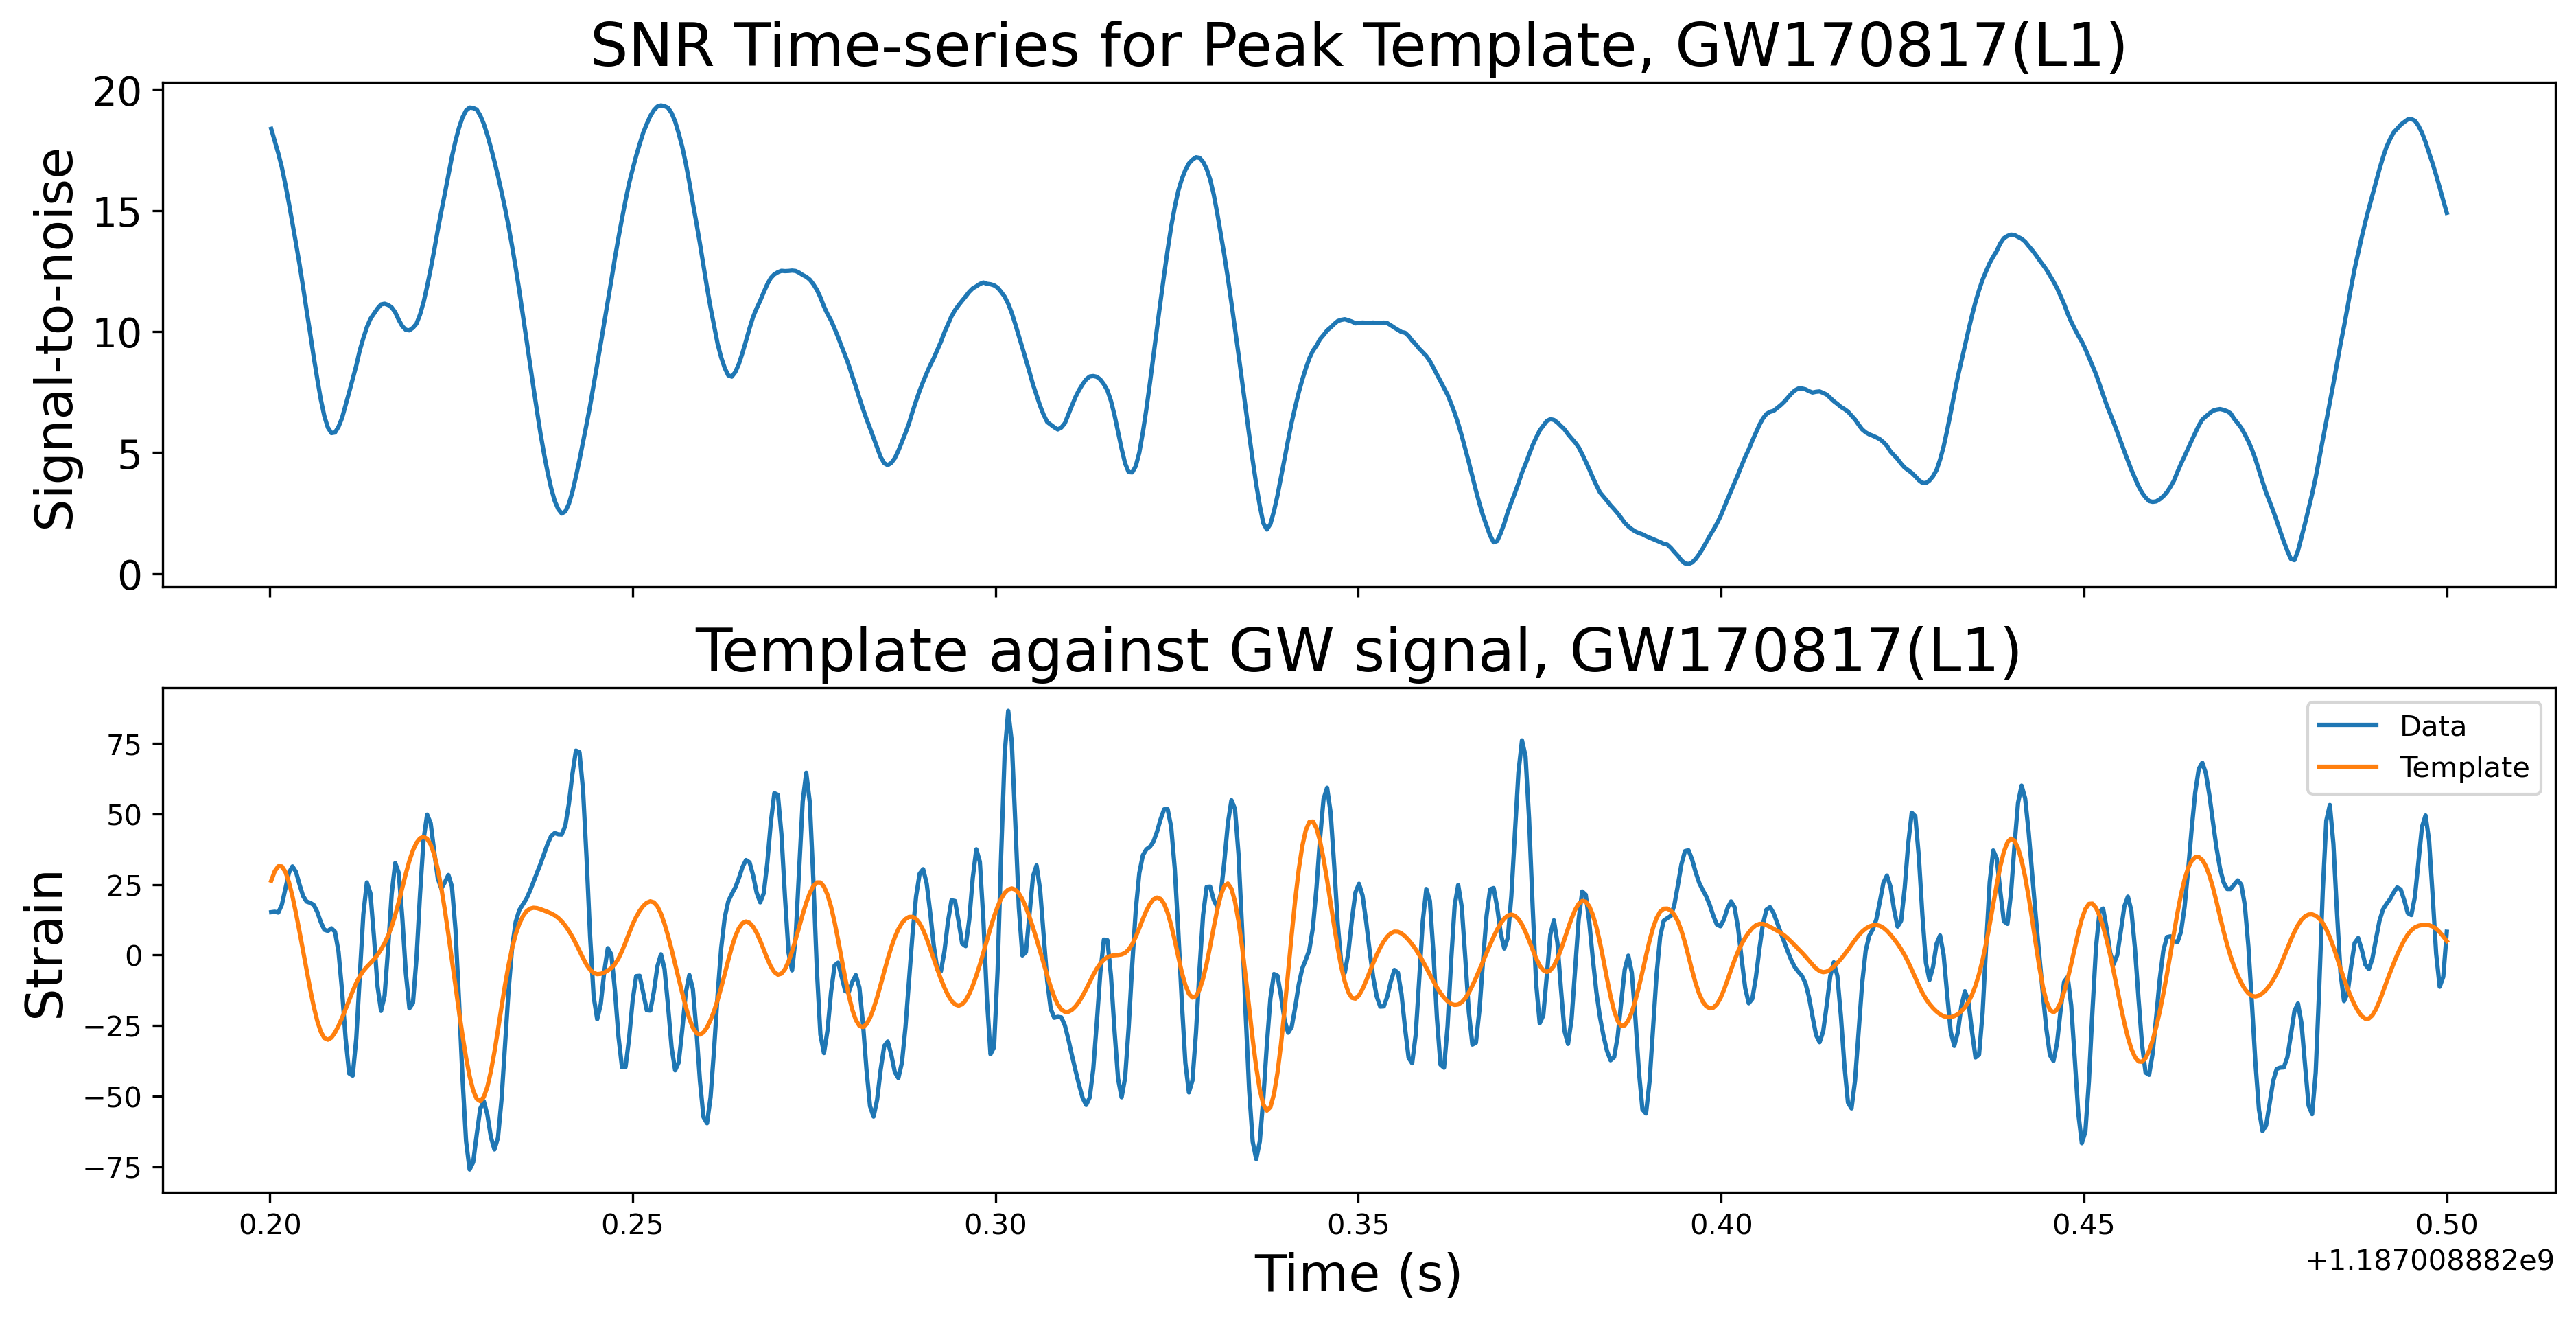 SNR Time-series for Peak Template, GW170817(L1)
20
15
10
5
0
Signal-to-noise
Template against GW signal, GW170817(L1)
75
50
25
0
−25
−50
−75
Strain
Data
Template
0.20 0.25 0.30 0.35 0.40 0.45 0.50
+1.187008882e9
Time (s)